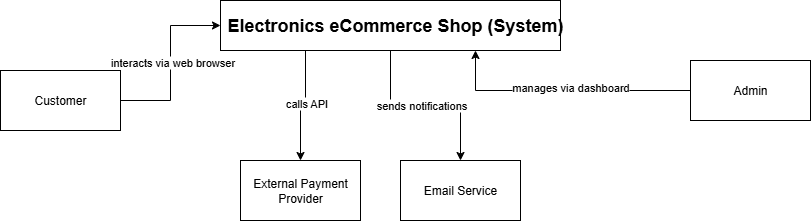 Electronics eCommerce Shop (System)
interacts via web browser
Customer
calls API
sends notifications
manages via dashboard
Admin
External Payment
Provider
Email Service